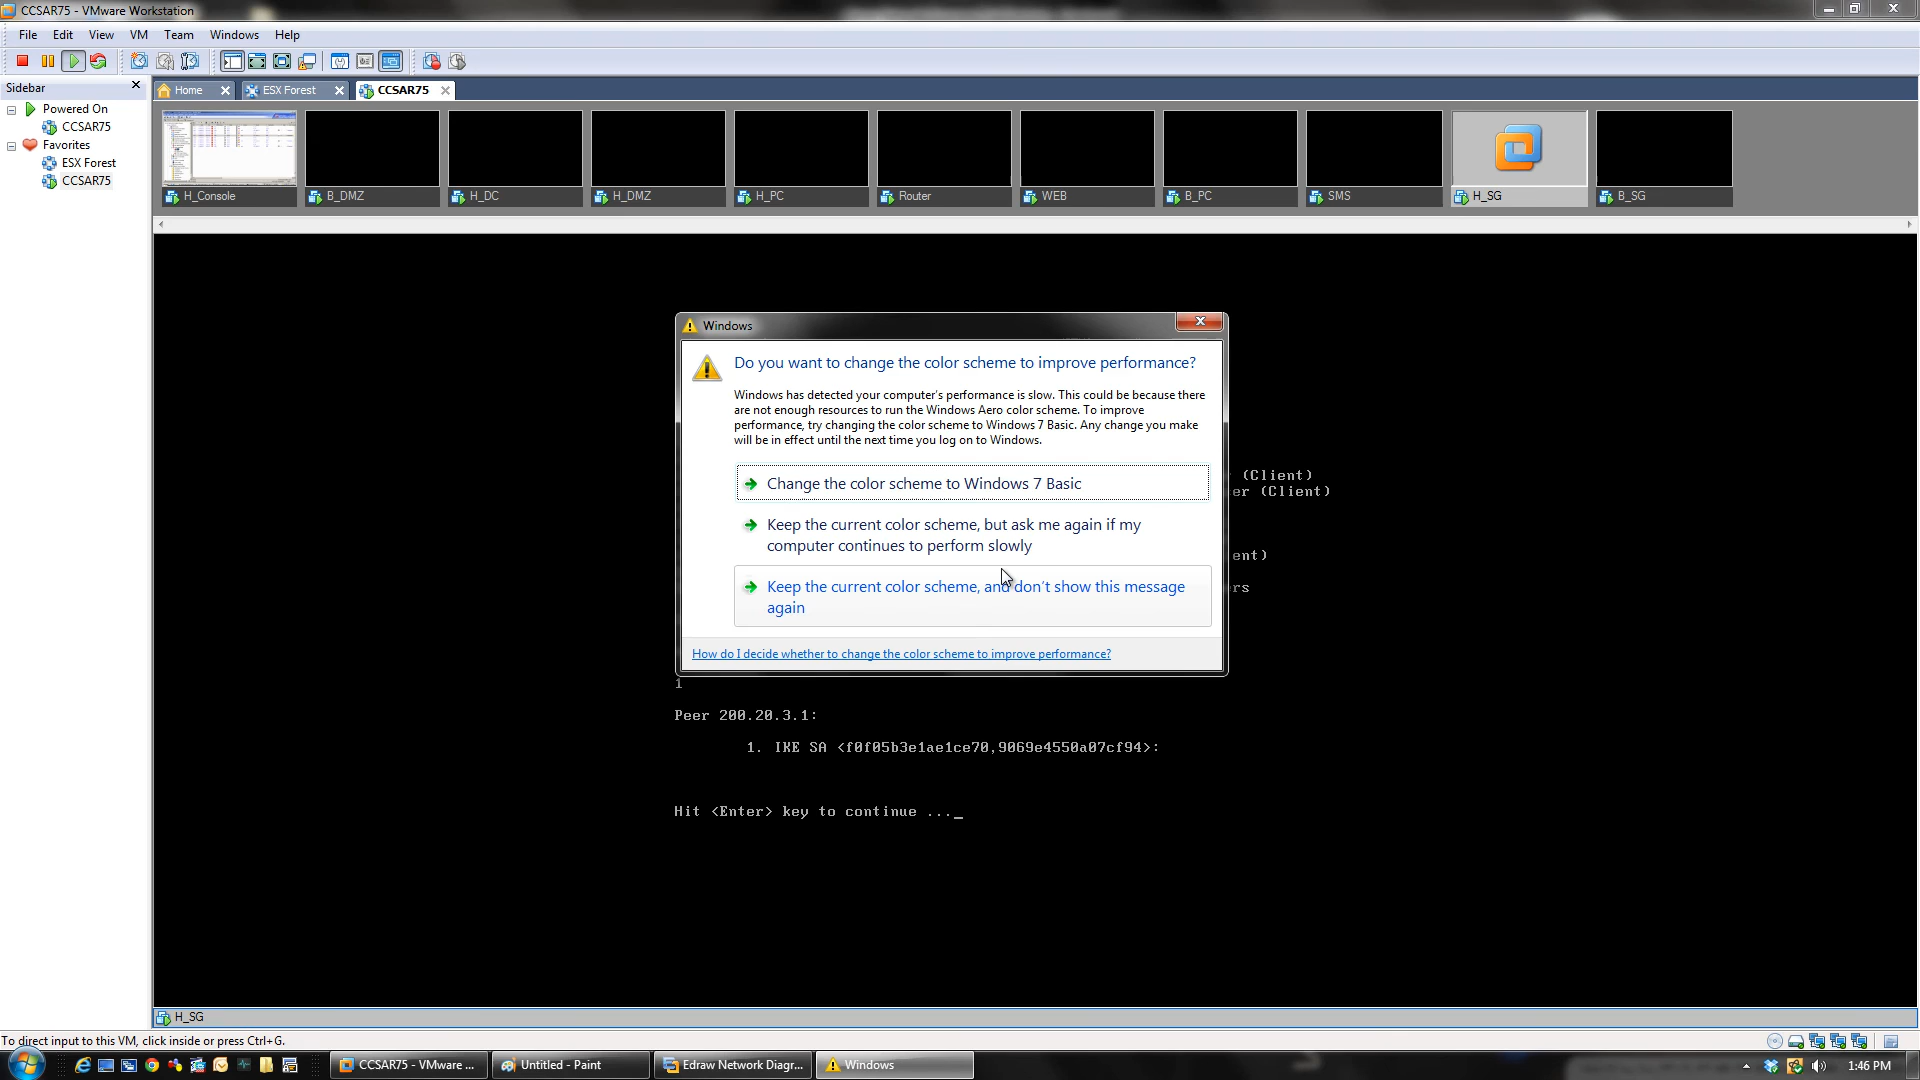 CCSAR75 - VMware Workstation
File Edit View VM Team Windows Help
Sidebar
Home
ESX Forest
CCSAR75
Powered On
CCSAR75
Favorites
ESX Forest
CCSAR75
H_Console
B_DMZ
H_DC
H_DMZ
H_PC
Router
WEB
B_PC
SMS
H_SG
B_SG
Windows
Do you want to change the color scheme to improve performance?
Windows has detected your computer's performance is slow. This could be because there
are not enough resources to run the Windows Aero color scheme. To improve
performance, try changing the color scheme to Windows 7 Basic. Any change you make
will be in effect until the next time you log on to Windows.
Change the color scheme to Windows 7 Basic
(Client)
er (Client)
Keep the current color scheme, but ask me again if my
computer continues to perform slowly
ent)
Keep the current color scheme, and don't show this message
again
rs
How do I decide whether to change the color scheme to improve performance?
1
Peer 200.20.3.1:
1. IKE SA <f0f05b3e1ae1ce70,9069e4550a07cf94>:
Hit <Enter> key to continue ..._
H_SG
To direct input to this VM, click inside or press Ctrl+G.
CCSAR75 - VMware ...
Untitled - Paint
Edraw Network Diagr...
Windows
1:46 PM